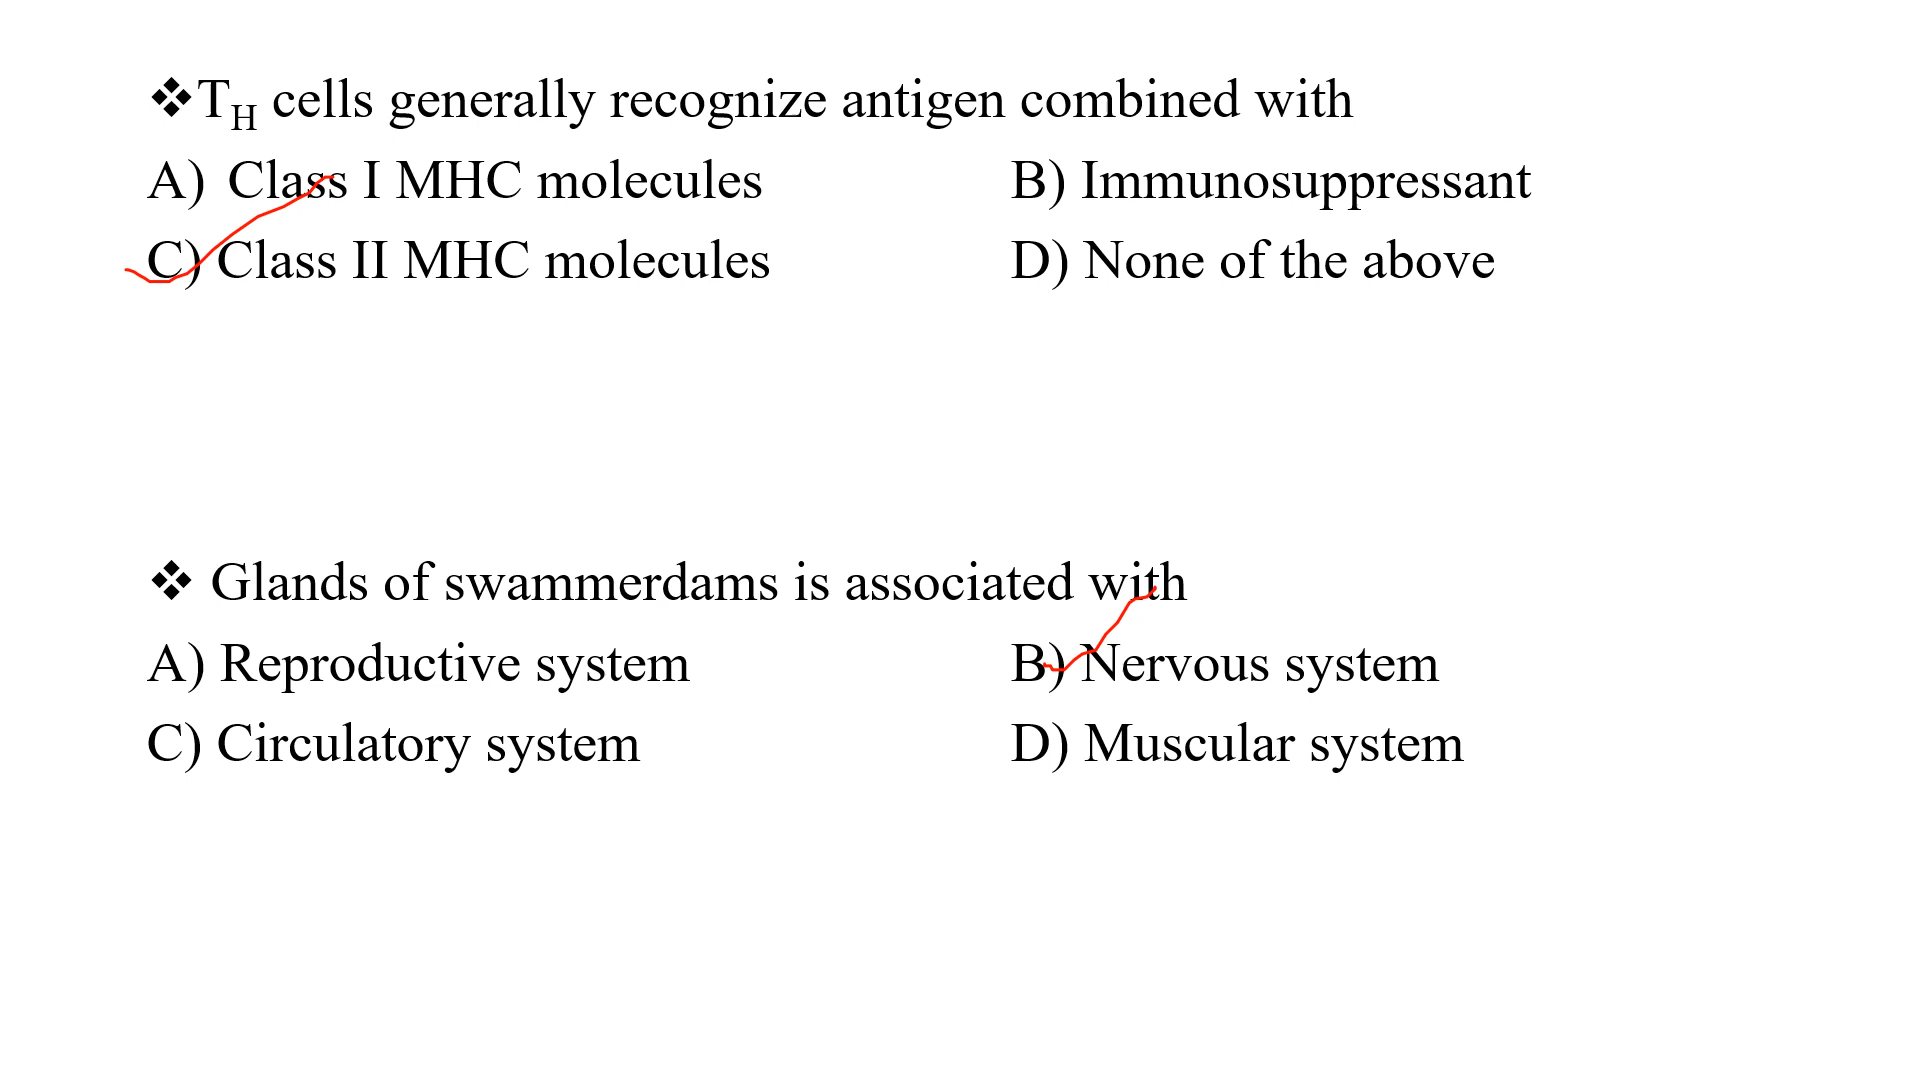 ❖T_H cells generally recognize antigen combined with
A) Class I MHC molecules B) Immunosuppressant
C) Class II MHC molecules D) None of the above
❖ Glands of swammerdams is associated with
A) Reproductive system B) Nervous system
C) Circulatory system D) Muscular system